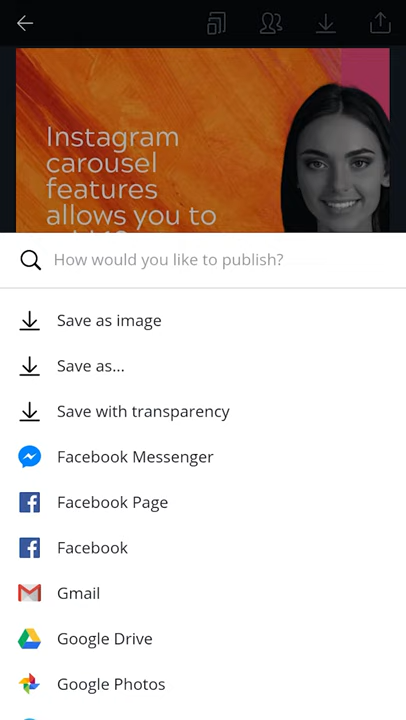 Instagram
carousel
features
allows you to
How would you like to publish?
Save as image
Save as...
Save with transparency
Facebook Messenger
Facebook Page
Facebook
Gmail
Google Drive
Google Photos